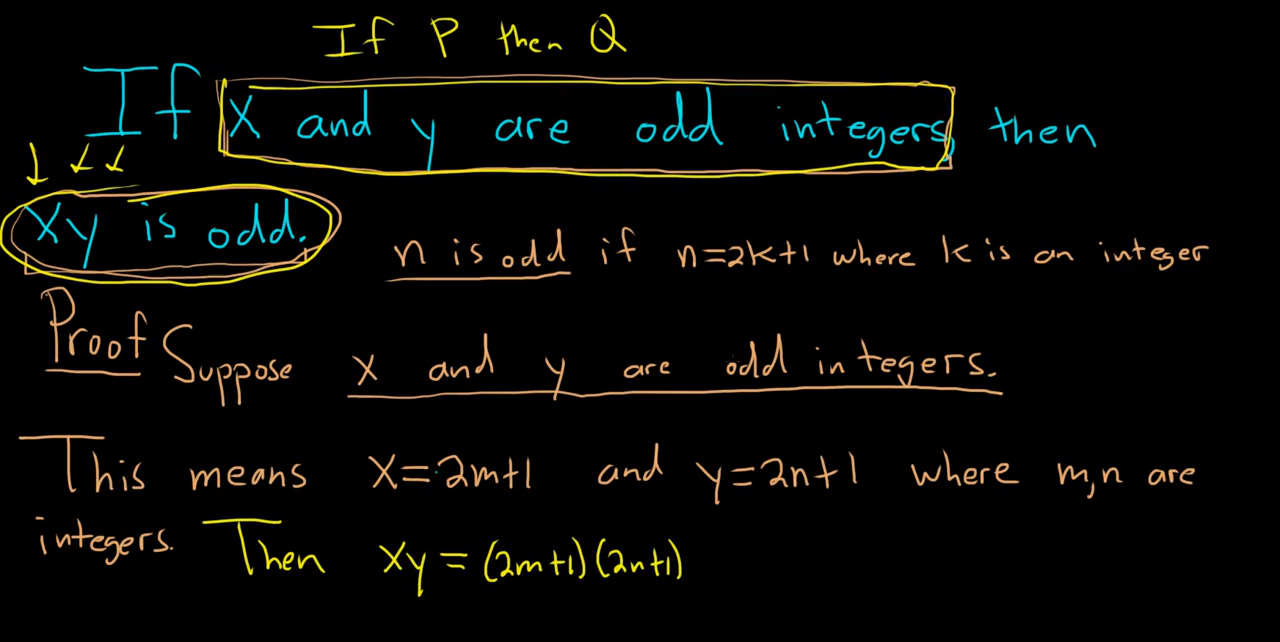 If P then Q
If X and y are odd integers, then
Xy is odd.
n is odd if n=2k+1 where k is an integer
Proof Suppose x and y are odd integers.
This means X=2m+1 and y=2n+1 where m,n are
integers. Then Xy = (2m+1)(2n+1)